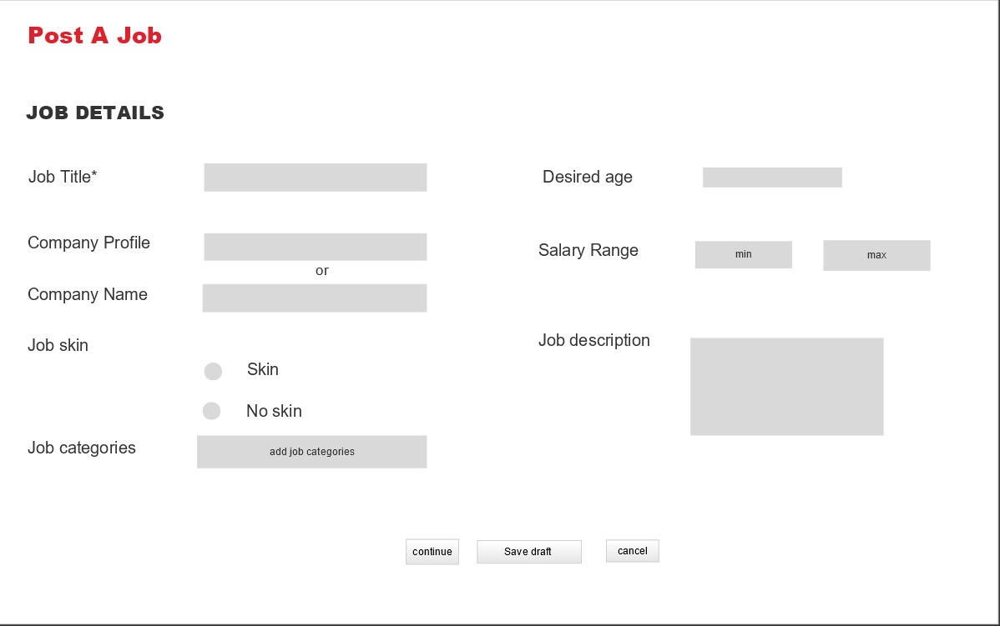 Post A Job
JOB DETAILS
Job Title*
Company Profile
or
Company Name
Job skin
Skin
No skin
Job categories
add job categories
Desired age
Salary Range
min
max
Job description
continue
Save draft
cancel